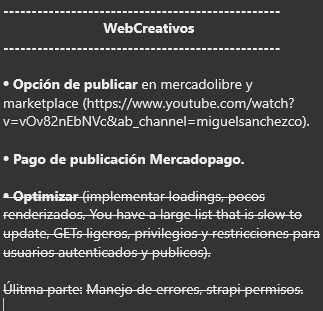 ------------------------------------------------
WebCreativos
------------------------------------------------
• Opción de publicar en mercadolibre y
marketplace (https://www.youtube.com/watch?
v=vOv82nEbNVc&ab_channel=miguelsanchezco).
• Pago de publicación Mercadopago.
• Optimizar (implementar loadings, pocos
renderizados, You have a large list that is slow to
update, GETs ligeros, privilegios y restricciones para
usuarios autenticados y publicos).
Úlitma parte: Manejo de errores, strapi permisos.